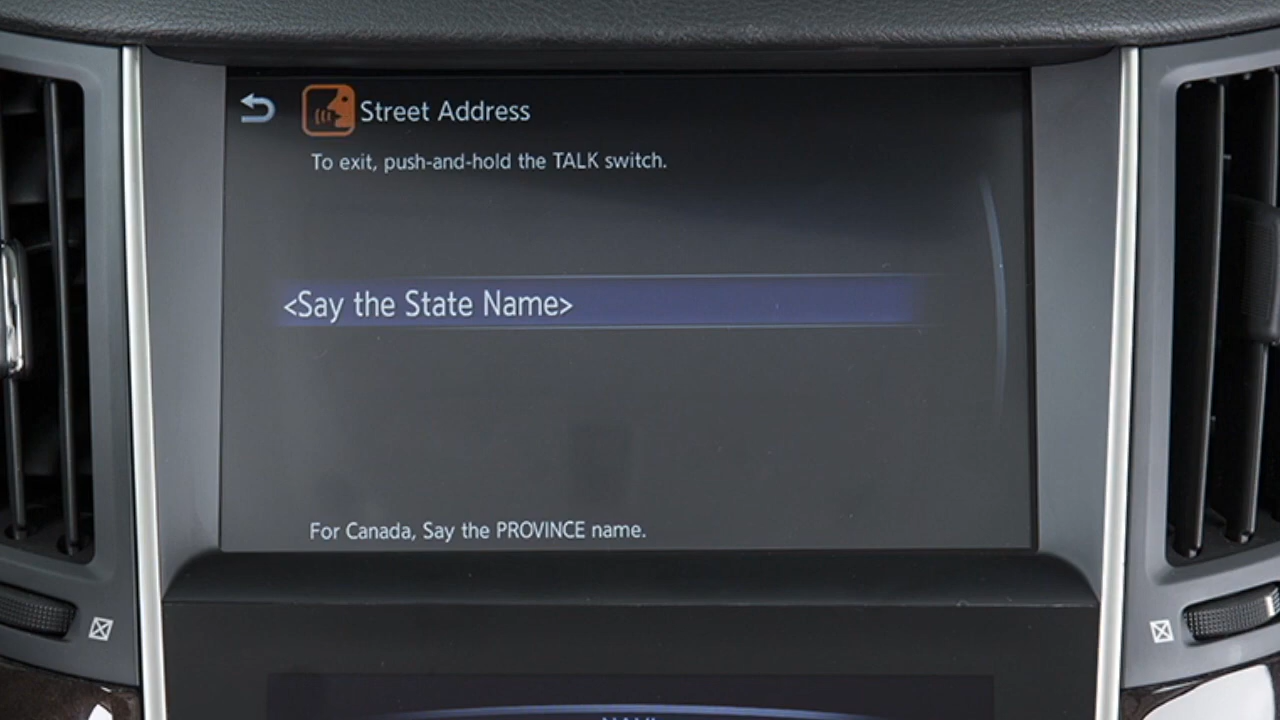 Street Address
To exit, push-and-hold the TALK switch.
<Say the State Name>
For Canada, Say the PROVINCE name.